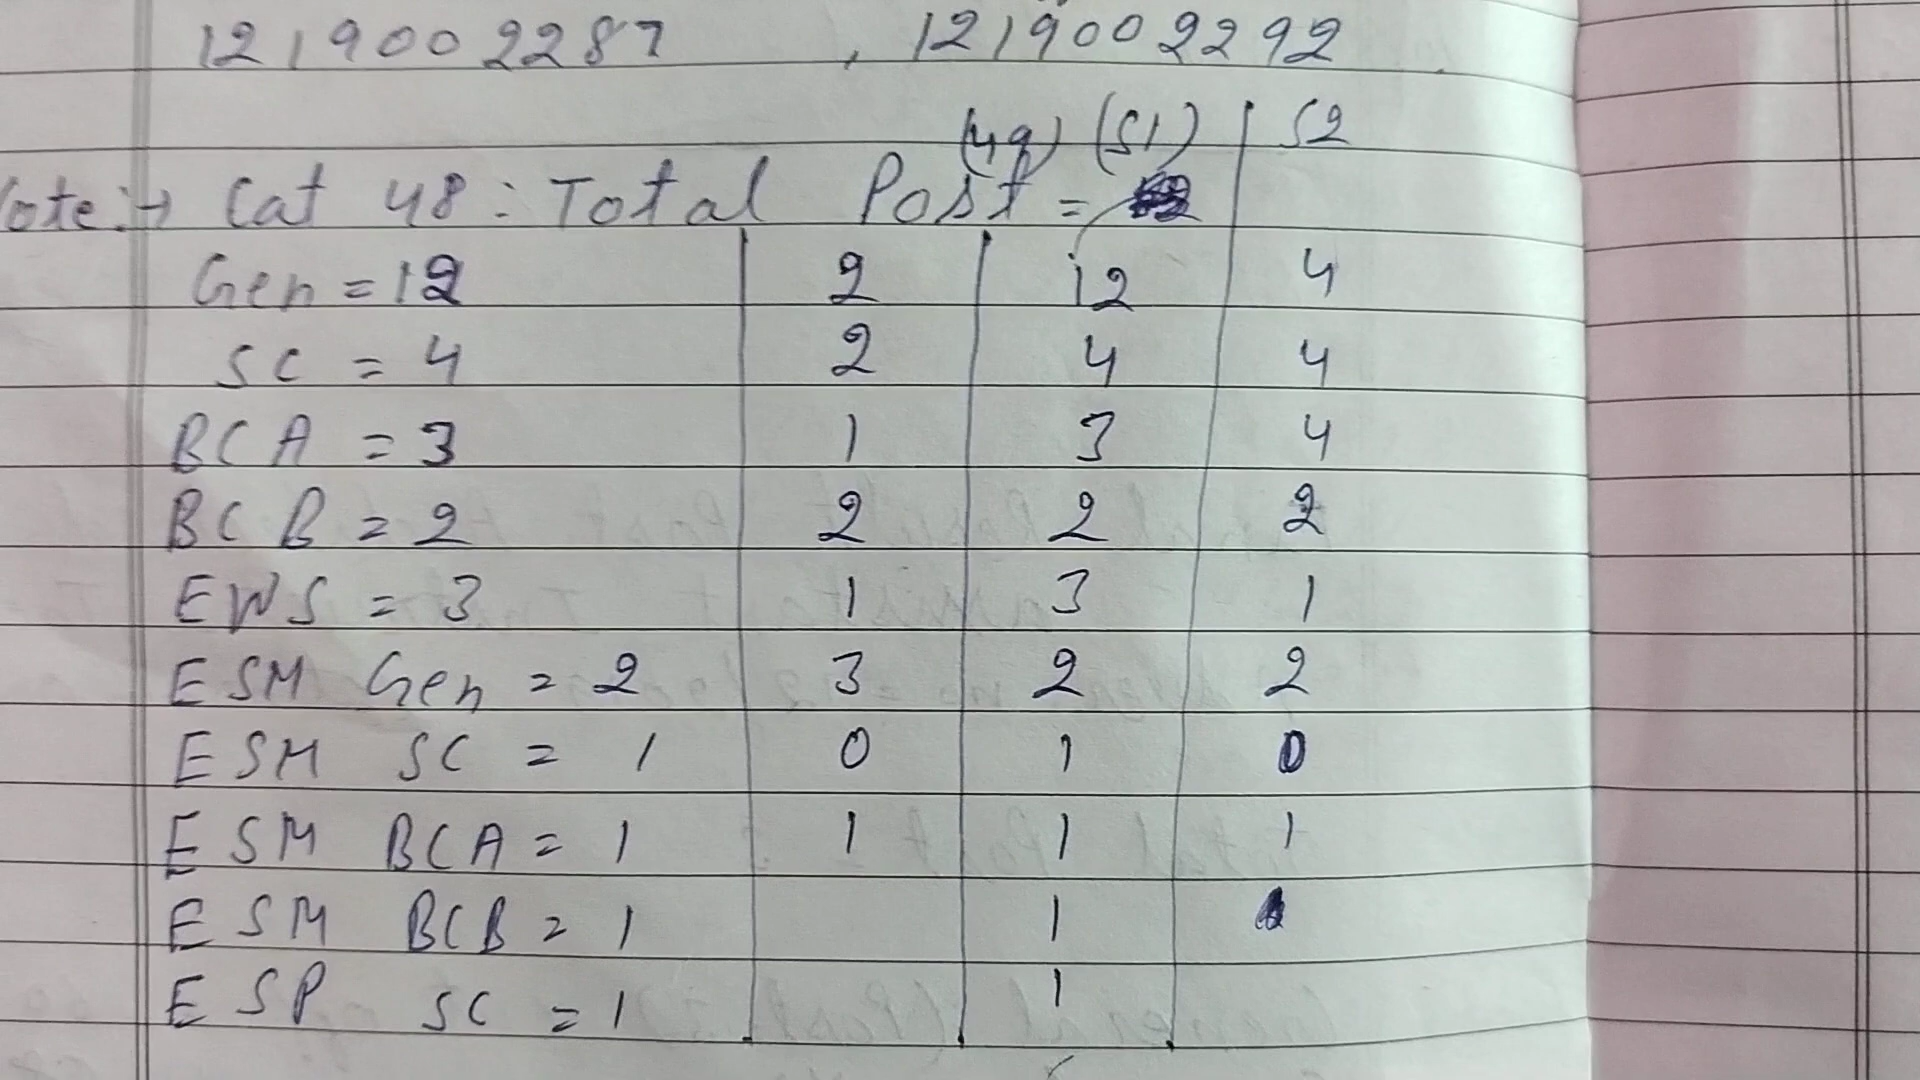 1219002287 , 1219002292
(49) (51) 52
Note:→ Cat 48: Total Post =
Gen = 12 2 12 4
SC = 4 2 4 4
BCA = 3 1 3 4
BCB = 2 2 2 2
EWS = 3 1 3 1
ESM Gen = 2 3 2 2
ESM SC = 1 0 1 0
ESM BCA = 1 1 1 1
ESM BCB = 1 1
ESP SC = 1 1